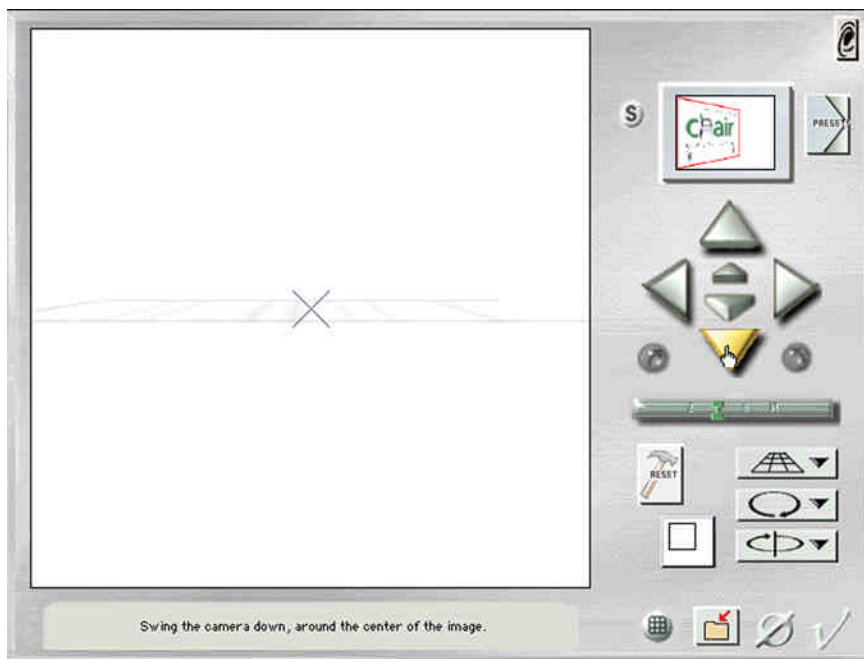 S
Chair
PRESET
RESET
Swing the camera down, around the center of the image.